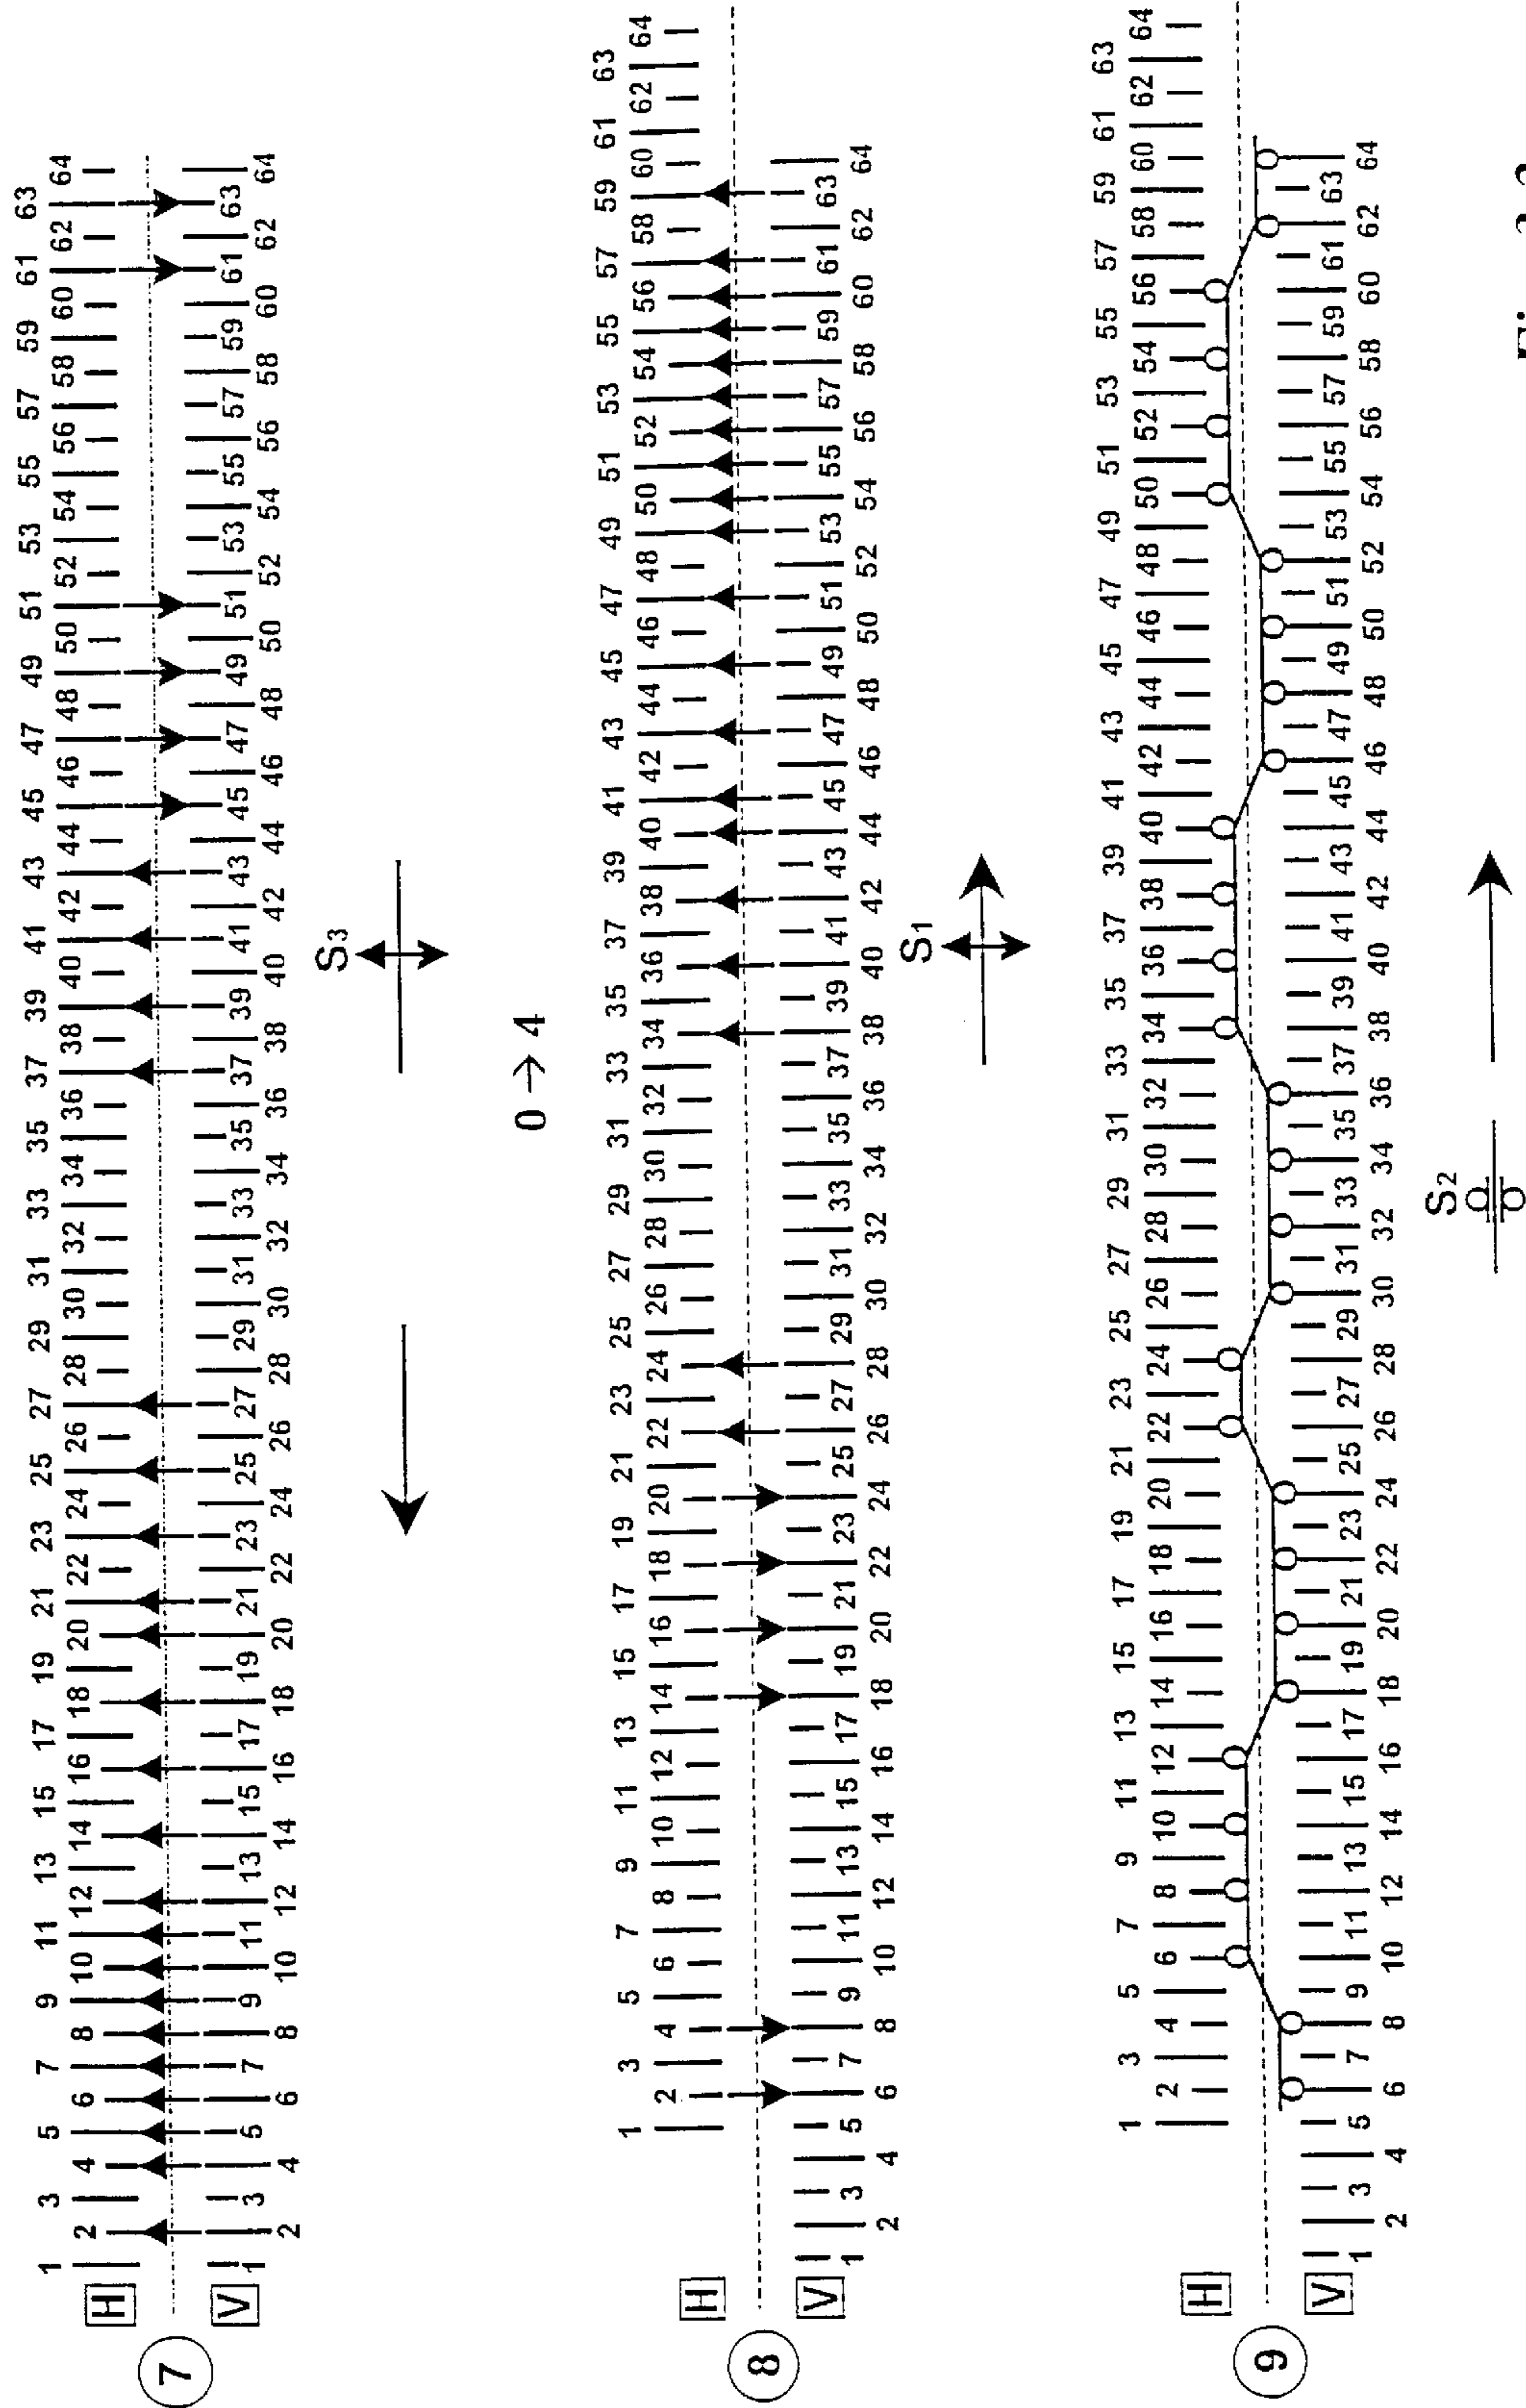 1 3 5 7 9 11 13 15 17 19 21 23 25 27 29 31 33 35 37 39 41 43 45 47 49 51 53 55 57 59 61 63
H 2 4 6 8 10 12 14 16 18 20 22 24 26 28 30 32 34 36 38 40 42 44 46 48 50 52 54 56 58 60 62 64
7
V 1 3 5 7 9 11 13 15 17 19 21 23 25 27 29 31 33 35 37 39 41 43 45 47 49 51 53 55 57 59 61 63
2 4 6 8 10 12 14 16 18 20 22 24 26 28 30 32 34 36 38 40 42 44 46 48 50 52 54 56 58 60 62 64
S3
0 → 4
1 3 5 7 9 11 13 15 17 19 21 23 25 27 29 31 33 35 37 39 41 43 45 47 49 51 53 55 57 59 61 63
H 2 4 6 8 10 12 14 16 18 20 22 24 26 28 30 32 34 36 38 40 42 44 46 48 50 52 54 56 58 60 62 64
8
V 1 3 5 7 9 11 13 15 17 19 21 23 25 27 29 31 33 35 37 39 41 43 45 47 49 51 53 55 57 59 61 63
2 4 6 8 10 12 14 16 18 20 22 24 26 28 30 32 34 36 38 40 42 44 46 48 50 52 54 56 58 60 62 64
S1
1 3 5 7 9 11 13 15 17 19 21 23 25 27 29 31 33 35 37 39 41 43 45 47 49 51 53 55 57 59 61 63
H 2 4 6 8 10 12 14 16 18 20 22 24 26 28 30 32 34 36 38 40 42 44 46 48 50 52 54 56 58 60 62 64
9
V 1 3 5 7 9 11 13 15 17 19 21 23 25 27 29 31 33 35 37 39 41 43 45 47 49 51 53 55 57 59 61 63
2 4 6 8 10 12 14 16 18 20 22 24 26 28 30 32 34 36 38 40 42 44 46 48 50 52 54 56 58 60 62 64
S2